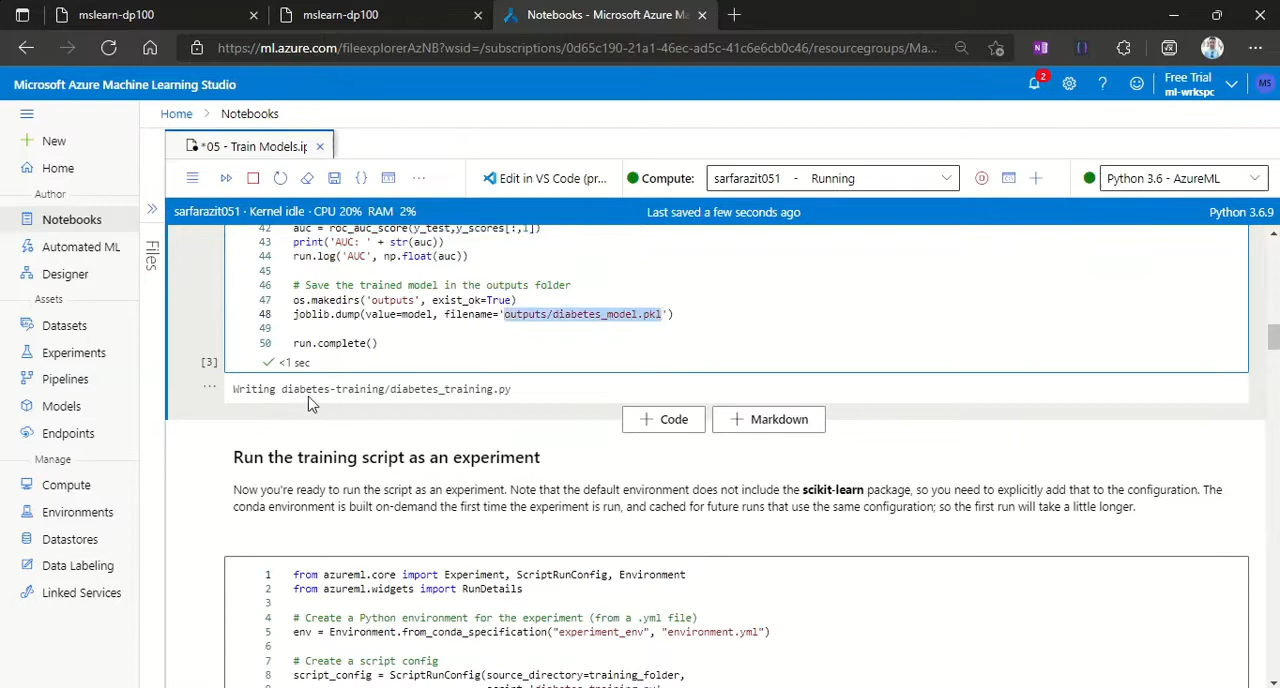 mslearn-dp100
mslearn-dp100
Notebooks - Microsoft Azure Ma
https://ml.azure.com/fileexplorerAzNB?wsid=/subscriptions/0d65c190-21a1-46ec-ad5c-41c6e6cb0c46/resourcegroups/Ma...
Microsoft Azure Machine Learning Studio
2
Free Trial
ml-wrkspc
MS
Home > Notebooks
New
*05 - Train Models.ip
Home
Edit in VS Code (pr...
Compute:
sarfarazit051 - Running
Python 3.6 - AzureML
Author
Notebooks
sarfarazit051 · Kernel idle · CPU 20% RAM 2%
Last saved a few seconds ago
Python 3.6.9
Automated ML
Designer
Assets
Datasets
Experiments
Pipelines
Models
Endpoints
Manage
Compute
Environments
Datastores
Data Labeling
Linked Services
Files
42 auc = roc_auc_score(y_test,y_scores[:,1])
43 print('AUC: ' + str(auc))
44 run.log('AUC', np.float(auc))
45
46 # Save the trained model in the outputs folder
47 os.makedirs('outputs', exist_ok=True)
48 joblib.dump(value=model, filename='outputs/diabetes_model.pkl')
49
50 run.complete()
[3]
<1 sec
Writing diabetes-training/diabetes_training.py
+ Code
+ Markdown
Run the training script as an experiment
Now you're ready to run the script as an experiment. Note that the default environment does not include the scikit-learn package, so you need to explicitly add that to the configuration. The
conda environment is built on-demand the first time the experiment is run, and cached for future runs that use the same configuration; so the first run will take a little longer.
1 from azureml.core import Experiment, ScriptRunConfig, Environment
2 from azureml.widgets import RunDetails
3
4 # Create a Python environment for the experiment (from a .yml file)
5 env = Environment.from_conda_specification("experiment_env", "environment.yml")
6
7 # Create a script config
8 script_config = ScriptRunConfig(source_directory=training_folder,